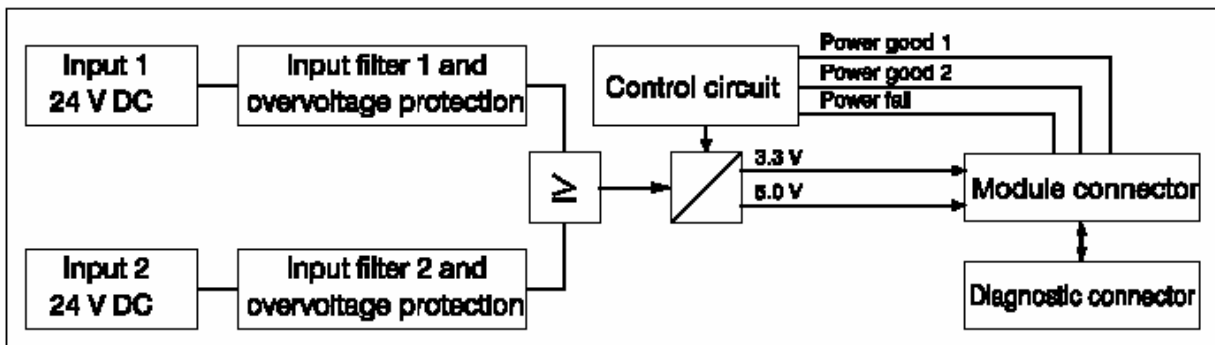 Input 1
24 V DC
Input filter 1 and
overvoltage protection
Control circuit
Power good 1
Power good 2
Power fail
≥
3.3 V
5.0 V
Module connector
Input 2
24 V DC
Input filter 2 and
overvoltage protection
Diagnostic connector